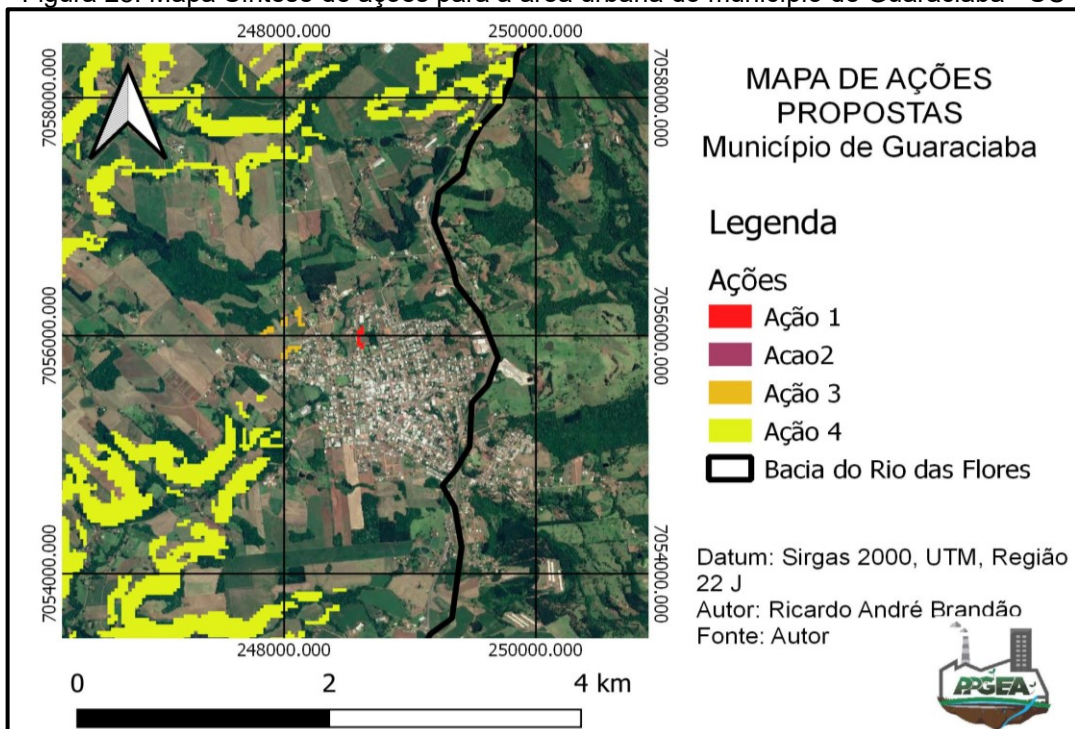 Figura 23: Mapa Síntese de ações para a área urbana do município de Guaraciaba - SC
248000.000 250000.000
7058000.000 7058000.000
7056000.000 7056000.000
7054000.000 7054000.000
248000.000 250000.000
0 2 4 km
MAPA DE AÇÕES
PROPOSTAS
Município de Guaraciaba
Legenda
Ações
Ação 1
Acao2
Ação 3
Ação 4
Bacia do Rio das Flores
Datum: Sirgas 2000, UTM, Região
22 J
Autor: Ricardo André Brandão
Fonte: Autor
PPGEA